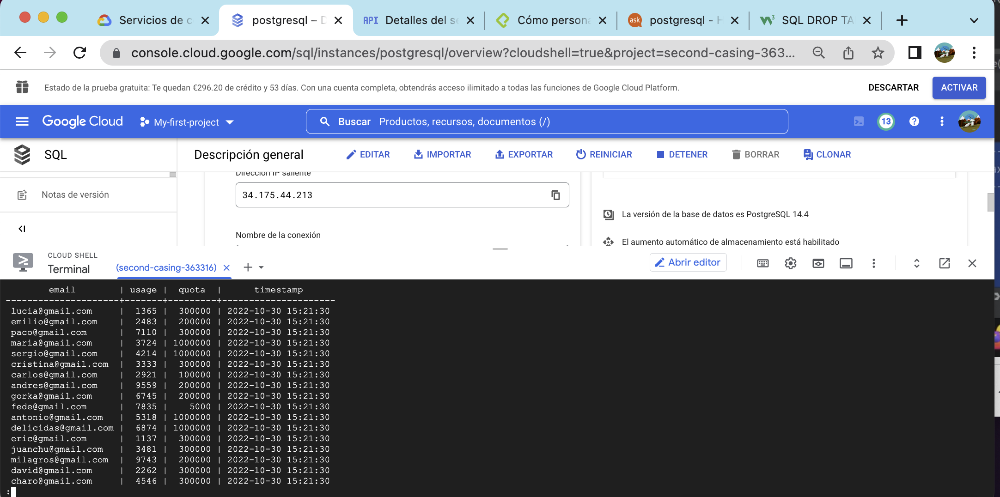 Servicios de c
postgresql – D
API Detalles del se
Cómo persona
ask postgresql - H
W3 SQL DROP TA
console.cloud.google.com/sql/instances/postgresql/overview?cloudshell=true&project=second-casing-363...
Estado de la prueba gratuita: Te quedan €296.20 de crédito y 53 días. Con una cuenta completa, obtendrás acceso ilimitado a todas las funciones de Google Cloud Platform.
DESCARTAR
ACTIVAR
Google Cloud
My-first-project
Buscar Productos, recursos, documentos (/)
13
SQL
Descripción general
EDITAR
IMPORTAR
EXPORTAR
REINICIAR
DETENER
BORRAR
CLONAR
Notas de versión
Dirección IP saliente
34.175.44.213
Nombre de la conexión
La versión de la base de datos es PostgreSQL 14.4
El aumento automático de almacenamiento está habilitado
CLOUD SHELL
Terminal
(second-casing-363316)
Abrir editor
email | usage | quota | timestamp
---------------------+-------+---------+---------------------
lucia@gmail.com | 1365 | 300000 | 2022-10-30 15:21:30
emilio@gmail.com | 2483 | 200000 | 2022-10-30 15:21:30
paco@gmail.com | 7110 | 300000 | 2022-10-30 15:21:30
maria@gmail.com | 3724 | 1000000 | 2022-10-30 15:21:30
sergio@gmail.com | 4214 | 1000000 | 2022-10-30 15:21:30
cristina@gmail.com | 3333 | 300000 | 2022-10-30 15:21:30
carlos@gmail.com | 2921 | 100000 | 2022-10-30 15:21:30
andres@gmail.com | 9559 | 200000 | 2022-10-30 15:21:30
gorka@gmail.com | 6745 | 200000 | 2022-10-30 15:21:30
fede@gmail.com | 7835 | 5000 | 2022-10-30 15:21:30
antonio@gmail.com | 5318 | 1000000 | 2022-10-30 15:21:30
delicidas@gmail.com | 6874 | 1000000 | 2022-10-30 15:21:30
eric@gmail.com | 1137 | 300000 | 2022-10-30 15:21:30
juanchu@gmail.com | 3481 | 300000 | 2022-10-30 15:21:30
milagros@gmail.com | 9743 | 200000 | 2022-10-30 15:21:30
david@gmail.com | 2262 | 300000 | 2022-10-30 15:21:30
charo@gmail.com | 4546 | 300000 | 2022-10-30 15:21:30
: